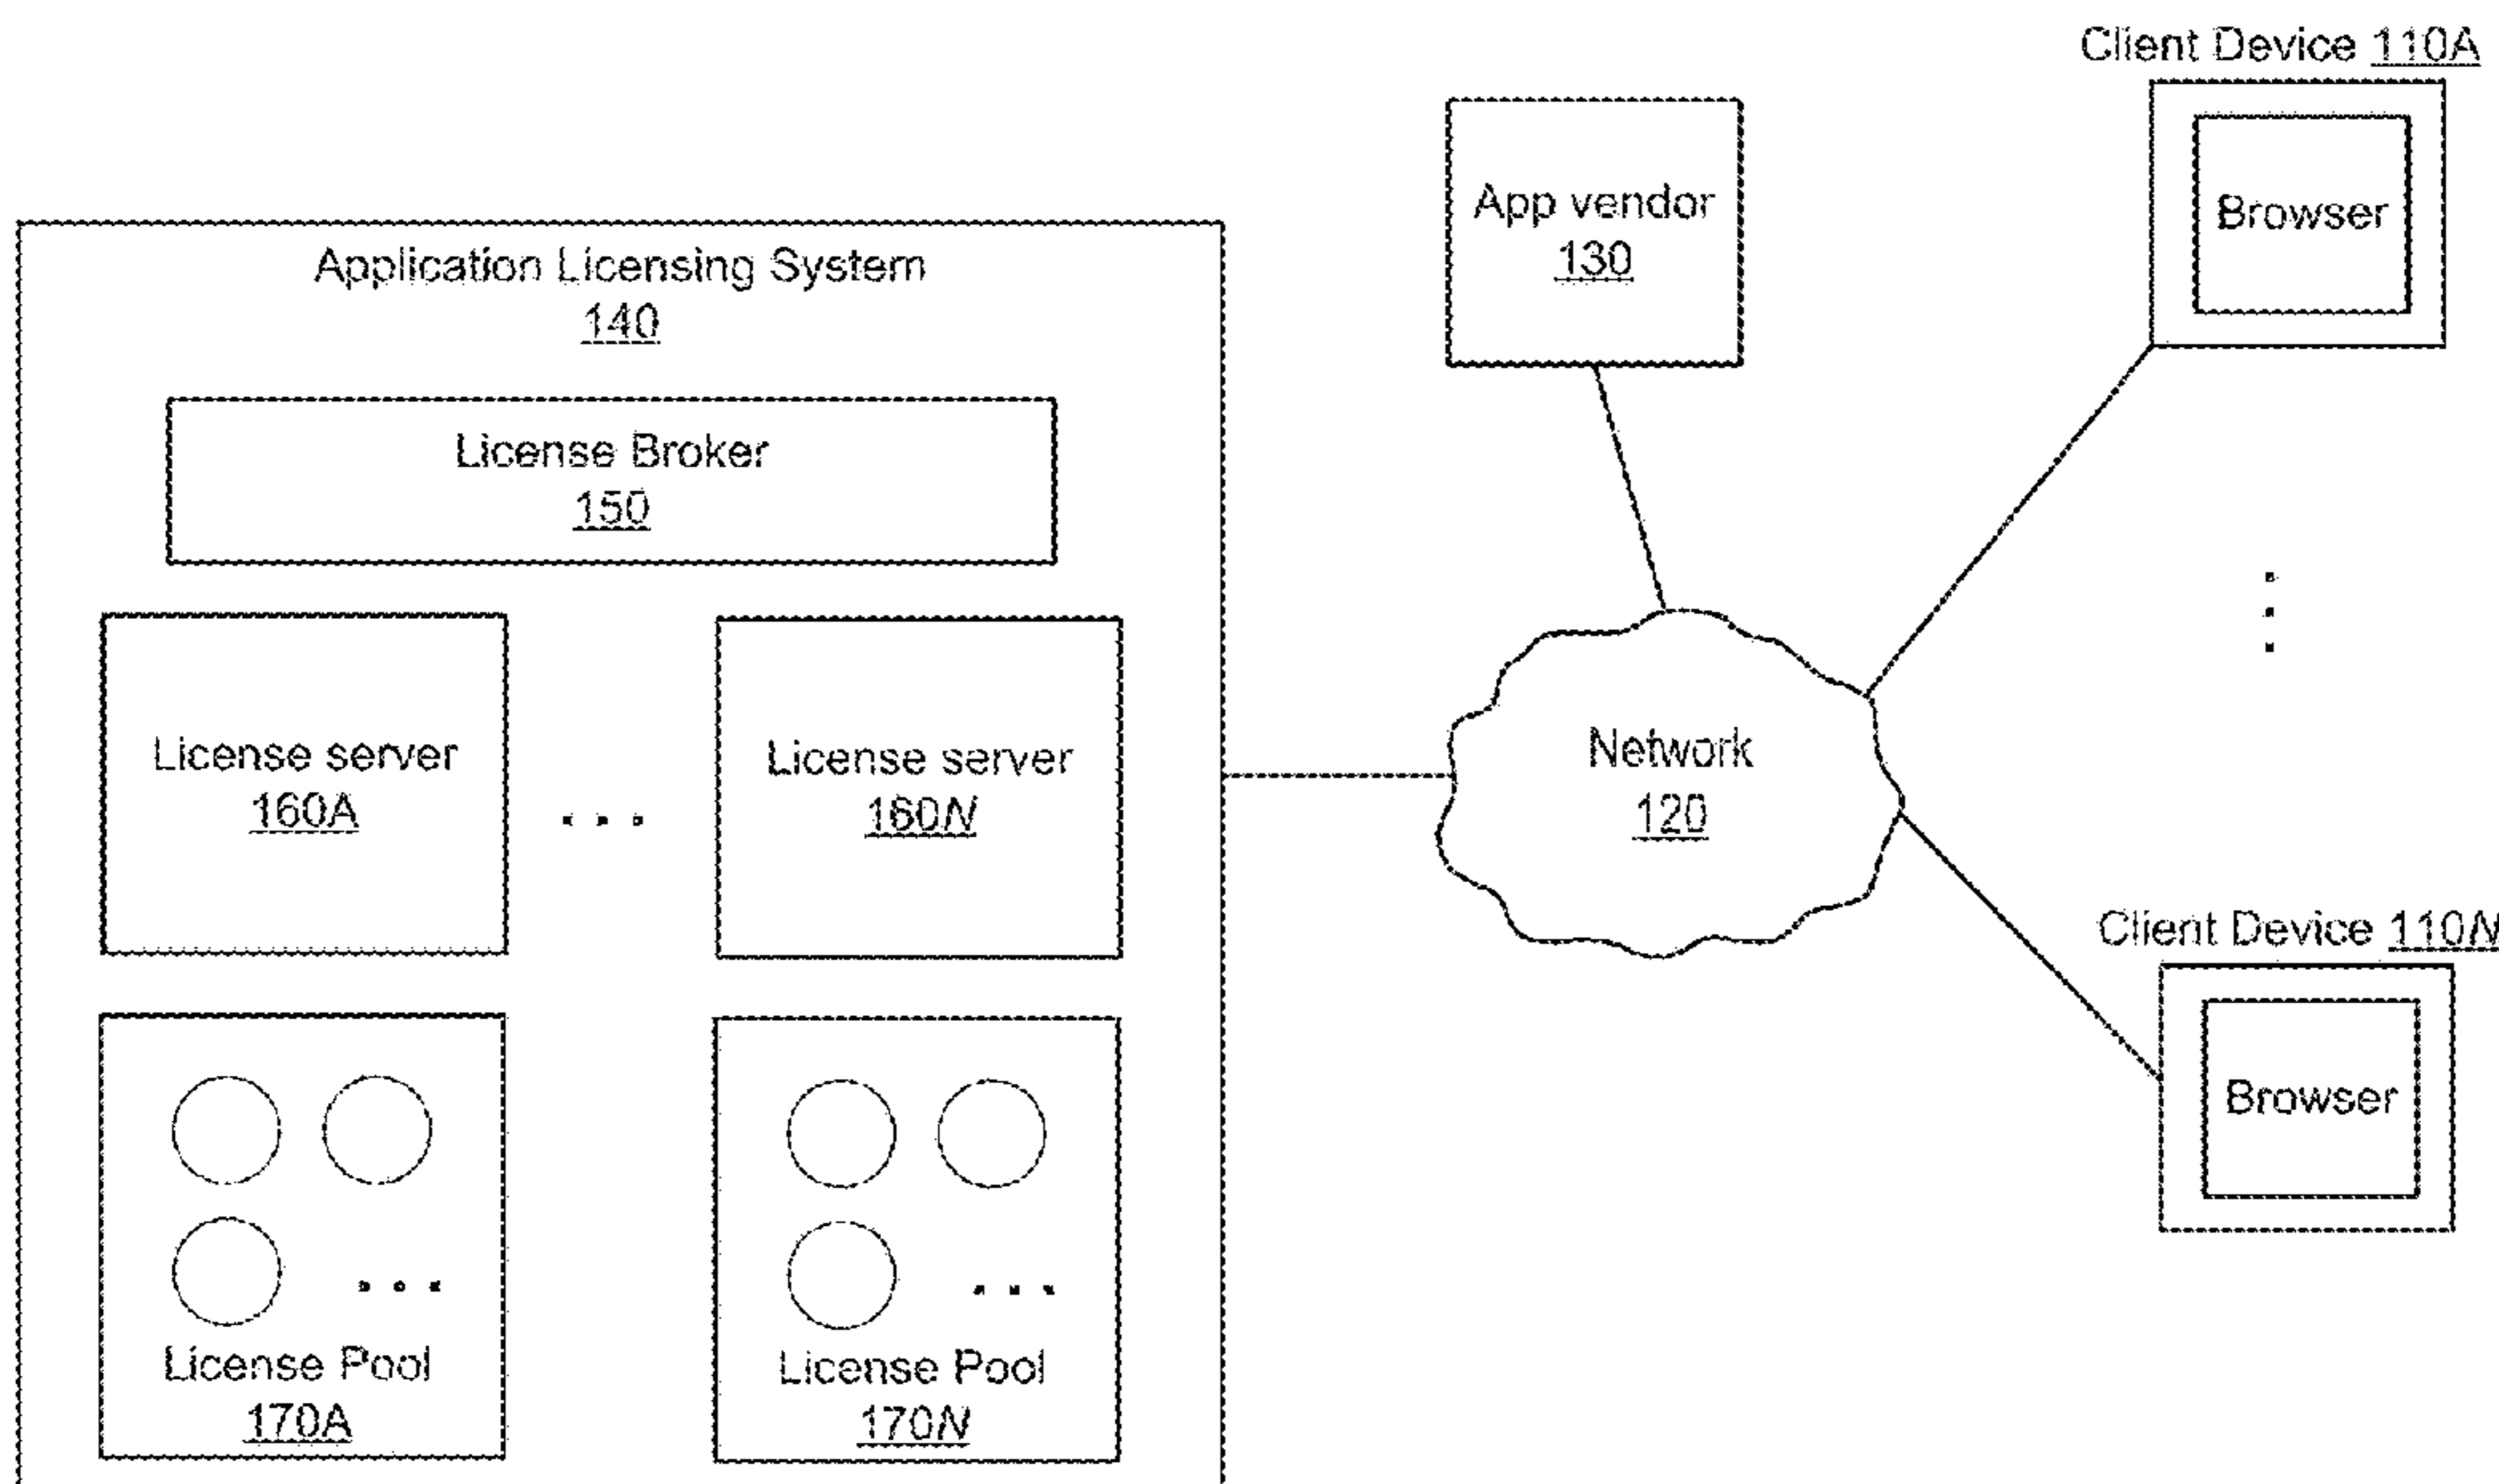 Client Device 110A
Browser
App vendor
130
Application Licensing System
140
License Broker
150
License server
160A
. . .
License server
160N
Network
120
Client Device 110N
Browser
. . .
License Pool
170A
. . .
License Pool
170N